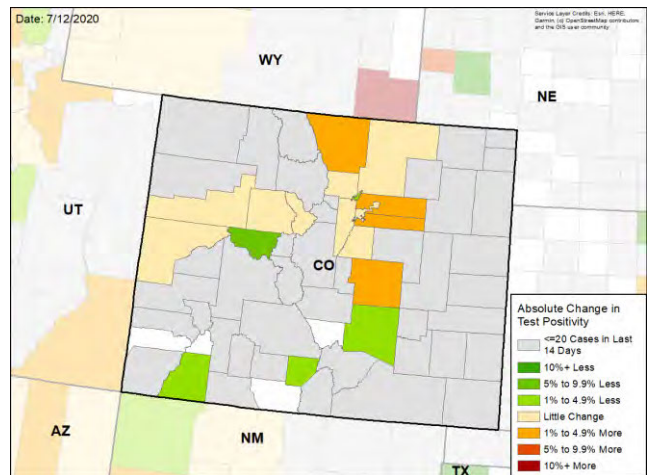 Date: 7/12/2020
Service Layer Credits: Esri, HERE,
Garmin, (c) OpenStreetMap contributors,
and the GIS user community
WY
NE
UT
CO
AZ
NM
TX
Absolute Change in
Test Positivity
<=20 Cases in Last
14 Days
10%+ Less
5% to 9.9% Less
1% to 4.9% Less
Little Change
1% to 4.9% More
5% to 9.9% More
10%+ More